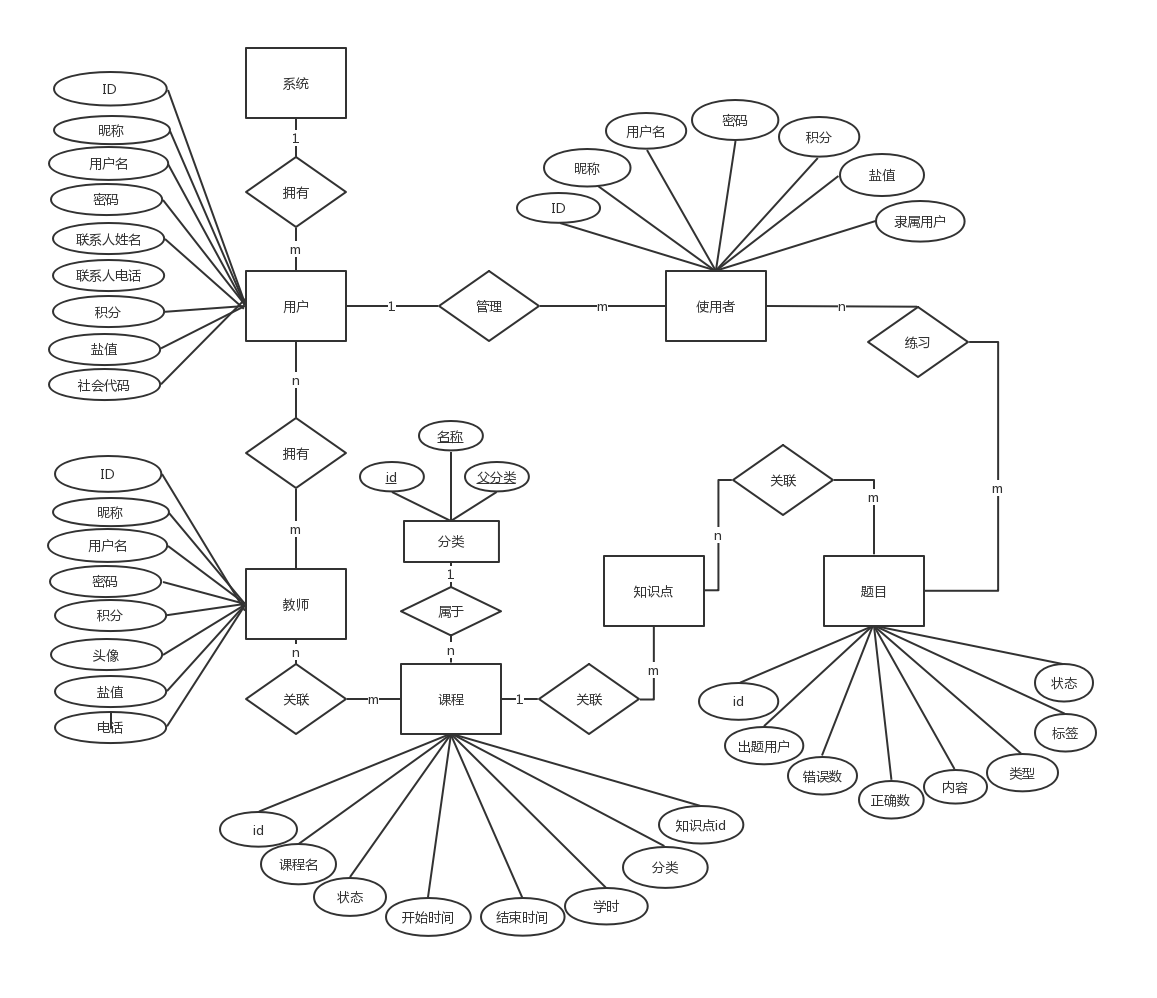 系统
1
拥有
m
ID
昵称
用户名
密码
联系人姓名
联系人电话
积分
盐值
社会代码
用户
1
管理
m
使用者
ID
昵称
用户名
密码
积分
盐值
隶属用户
n
练习
m
n
拥有
m
ID
昵称
用户名
密码
积分
头像
盐值
电话
教师
n
关联
m
id
名称
父分类
分类
1
属于
n
课程
1
关联
m
知识点
n
关联
m
题目
id
出题用户
错误数
正确数
内容
类型
标签
状态
id
课程名
状态
开始时间
结束时间
学时
分类
知识点id